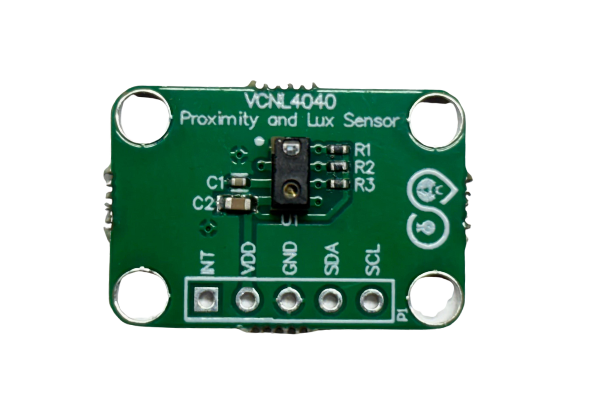 VCNL4040
Proximity and Lux Sensor
R1
R2
R3
C1
C2
U1
INT
VDD
GND
SDA
SCL
P1